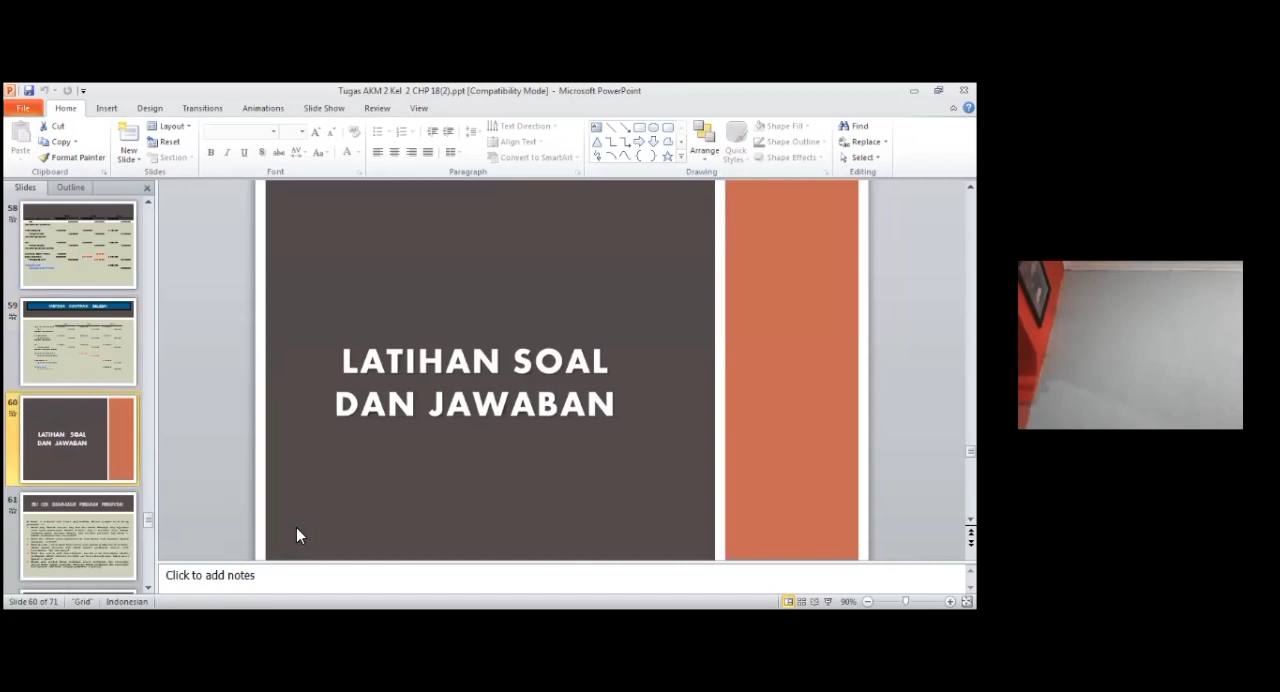 Tugas AKM 2 Kel 2 CHP 18(2).ppt [Compatibility Mode] - Microsoft PowerPoint
File Home Insert Design Transitions Animations Slide Show Review View
Cut
Copy
Format Painter
Paste
Clipboard
New
Slide
Layout
Reset
Section
Slides
Font
Text Direction
Align Text
Convert to SmartArt
Paragraph
Arrange
Quick
Styles
Shape Fill
Shape Outline
Shape Effects
Drawing
Find
Replace
Select
Editing
Slides Outline
58
59
60
LATIHAN SOAL
DAN JAWABAN
61
LATIHAN SOAL
DAN JAWABAN
Click to add notes
Slide 60 of 71 "Grid" Indonesian 90%